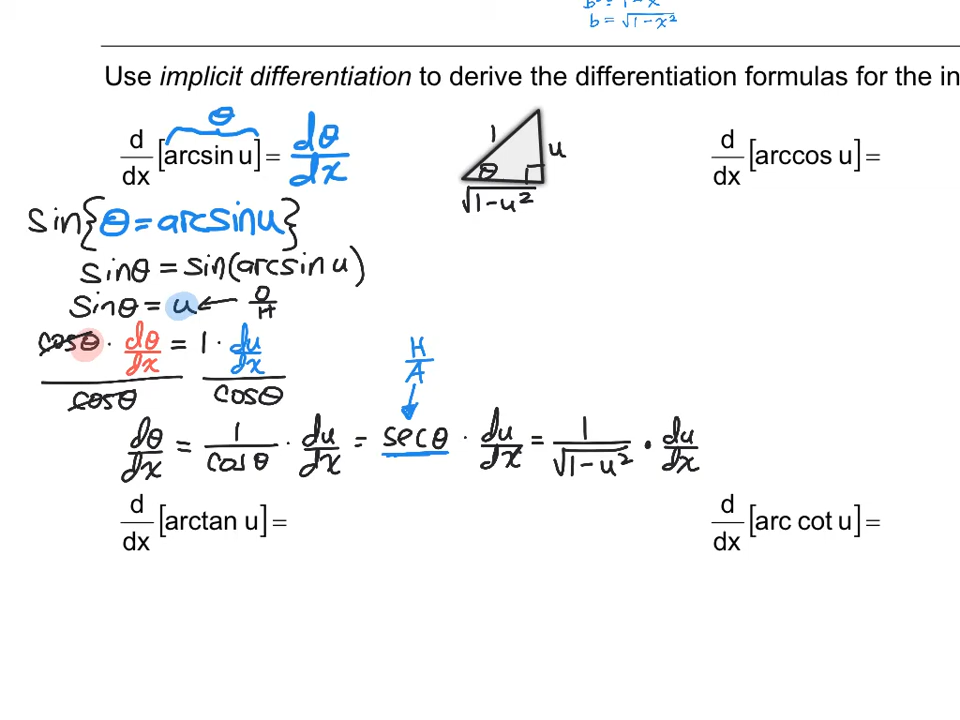 b = √1-x²
Use implicit differentiation to derive the differentiation formulas for the in
θ
d/dx [arcsin u] = dθ/dx
1
u
θ
√1-u²
d/dx [arccos u] =
sin{θ = arcsin u}
sinθ = sin(arcsin u)
sinθ = u ← O/H
cosθ · dθ/dx = 1 · du/dx
cosθ cosθ
H/A
dθ/dx = 1/cosθ · du/dx = secθ · du/dx = 1/√1-u² · du/dx
d/dx [arctan u] =
d/dx [arc cot u] =